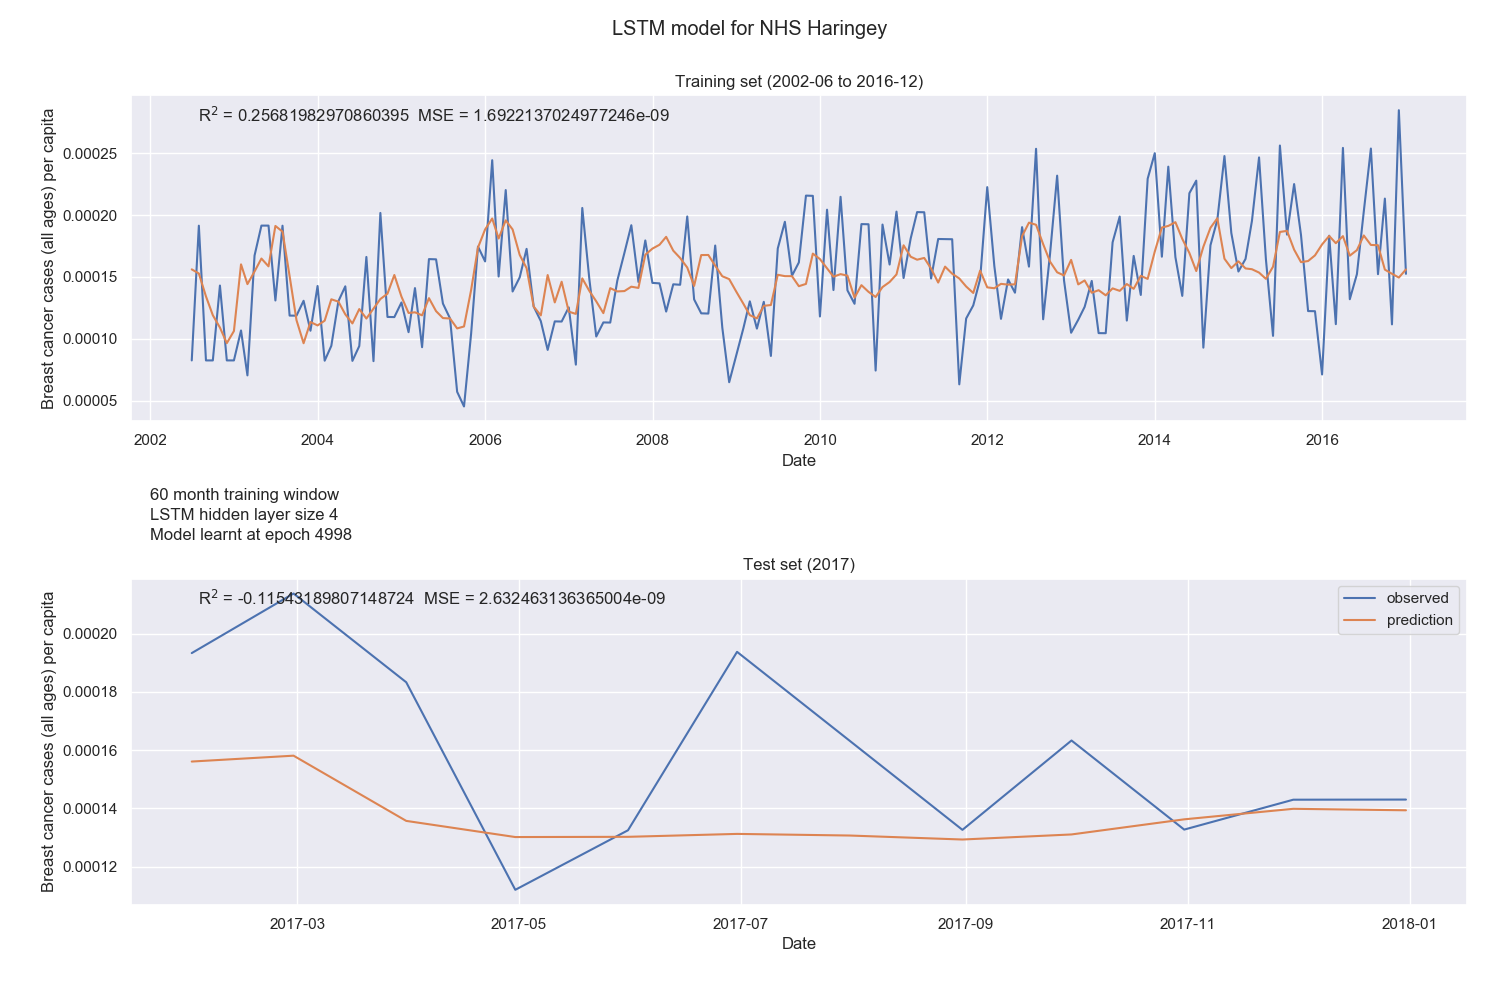 LSTM model for NHS Haringey
Training set (2002-06 to 2016-12)
R² = 0.25681982970860395 MSE = 1.6922137024977246e-09
Breast cancer cases (all ages) per capita
0.00025
0.00020
0.00015
0.00010
0.00005
2002 2004 2006 2008 2010 2012 2014 2016
Date
60 month training window
LSTM hidden layer size 4
Model learnt at epoch 4998
Test set (2017)
R² = -0.11543189807148724 MSE = 2.632463136365004e-09
observed
prediction
Breast cancer cases (all ages) per capita
0.00020
0.00018
0.00016
0.00014
0.00012
2017-03 2017-05 2017-07 2017-09 2017-11 2018-01
Date